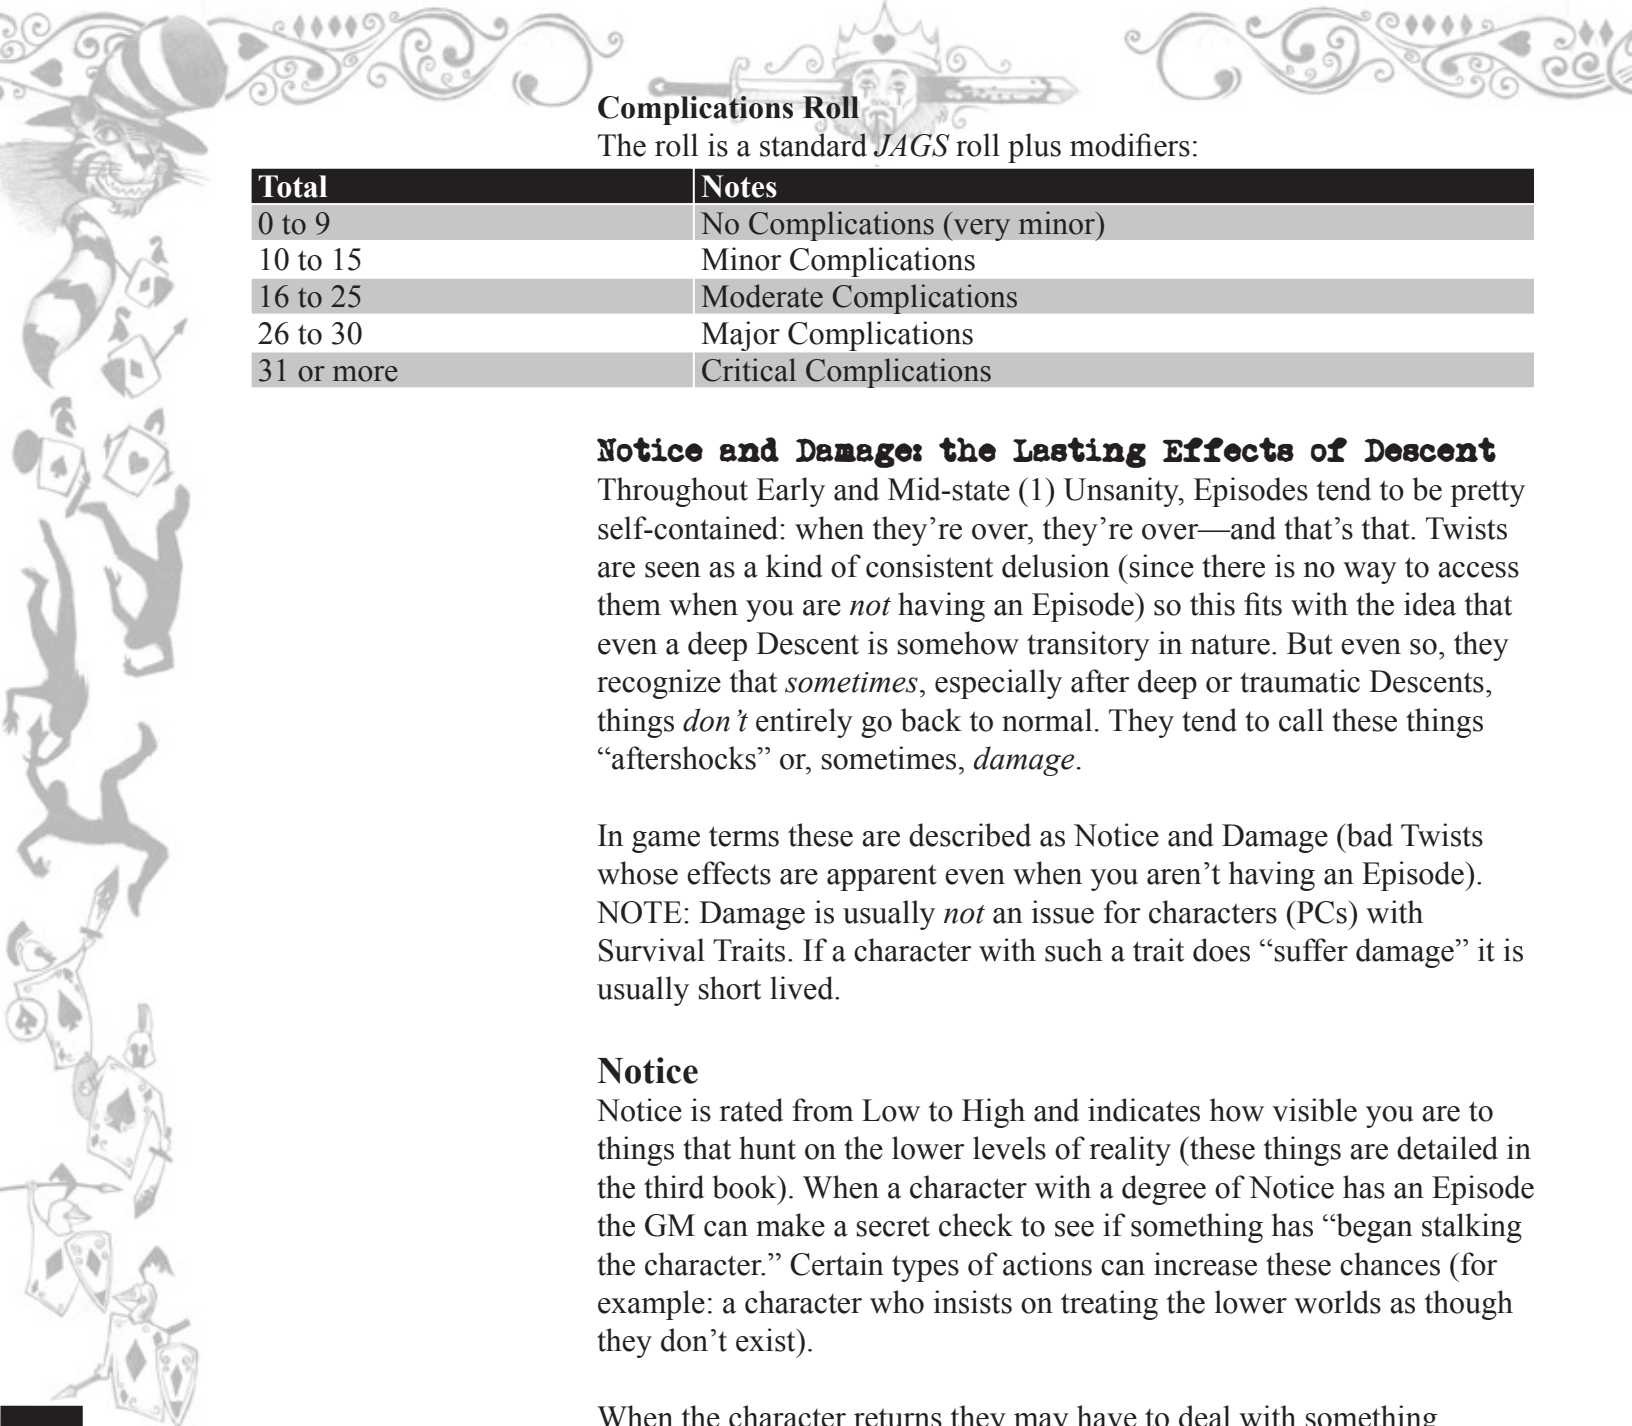 Complications Roll
The roll is a standard JAGS roll plus modifiers:
Total Notes
0 to 9 No Complications (very minor)
10 to 15 Minor Complications
16 to 25 Moderate Complications
26 to 30 Major Complications
31 or more Critical Complications
Notice and Damage: the Lasting Effects of Descent
Throughout Early and Mid-state (1) Unsanity, Episodes tend to be pretty
self-contained: when they’re over, they’re over—and that’s that. Twists
are seen as a kind of consistent delusion (since there is no way to access
them when you are not having an Episode) so this fits with the idea that
even a deep Descent is somehow transitory in nature. But even so, they
recognize that sometimes, especially after deep or traumatic Descents,
things don’t entirely go back to normal. They tend to call these things
“aftershocks” or, sometimes, damage.
In game terms these are described as Notice and Damage (bad Twists
whose effects are apparent even when you aren’t having an Episode).
NOTE: Damage is usually not an issue for characters (PCs) with
Survival Traits. If a character with such a trait does “suffer damage” it is
usually short lived.
Notice
Notice is rated from Low to High and indicates how visible you are to
things that hunt on the lower levels of reality (these things are detailed in
the third book). When a character with a degree of Notice has an Episode
the GM can make a secret check to see if something has “began stalking
the character.” Certain types of actions can increase these chances (for
example: a character who insists on treating the lower worlds as though
they don’t exist).
When the character returns they may have to deal with something